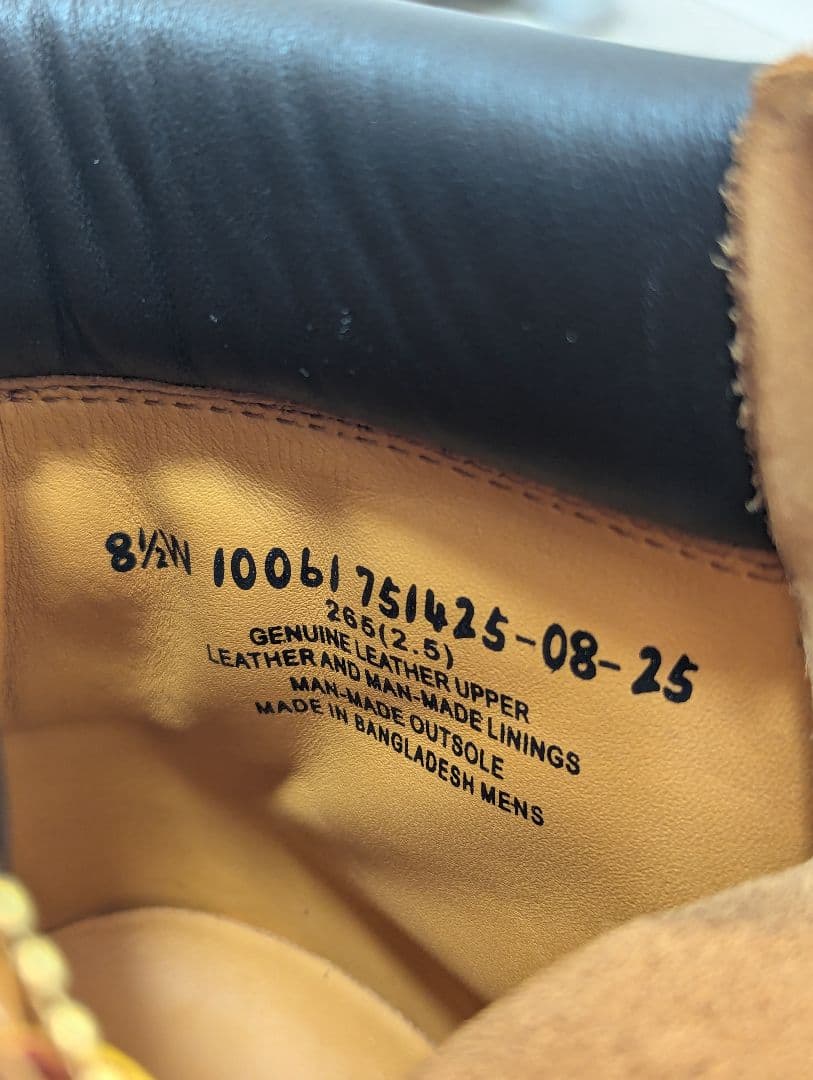 8½W 10061 751425-08-25
265(2.5)
GENUINE LEATHER UPPER
LEATHER AND MAN-MADE LININGS
MAN-MADE OUTSOLE
MADE IN BANGLADESH MENS